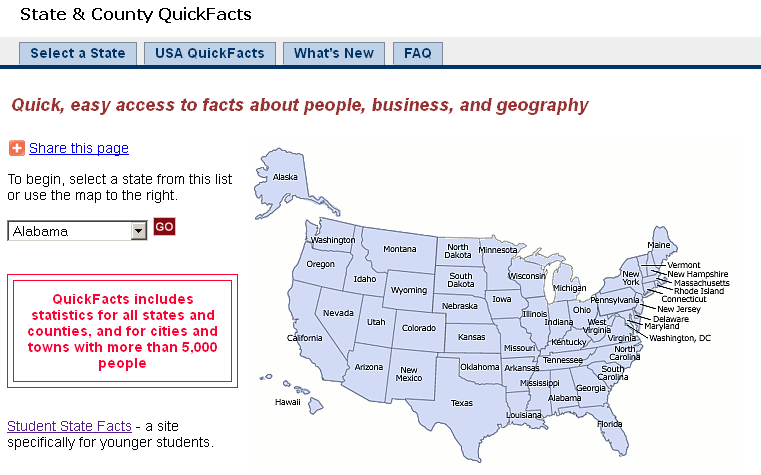 State & County QuickFacts
Select a State
USA QuickFacts
What's New
FAQ
Quick, easy access to facts about people, business, and geography
Share this page
To begin, select a state from this list
or use the map to the right.
Alabama
GO
QuickFacts includes
statistics for all states and
counties, and for cities and
towns with more than 5,000
people
Student State Facts - a site
specifically for younger students.
Alaska
Washington
Oregon
California
Idaho
Nevada
Montana
Wyoming
Utah
Arizona
Colorado
New
Mexico
North
Dakota
South
Dakota
Nebraska
Kansas
Oklahoma
Texas
Minnesota
Iowa
Missouri
Arkansas
Louisiana
Wisconsin
Illinois
Michigan
Indiana
Ohio
Kentucky
Tennessee
Mississippi
Alabama
Georgia
Florida
South
Carolina
North
Carolina
Virginia
West
Virginia
Pennsylvania
New
York
Maine
Vermont
New Hampshire
Massachusetts
Rhode Island
Connecticut
New Jersey
Delaware
Maryland
Washington, DC
Hawaii